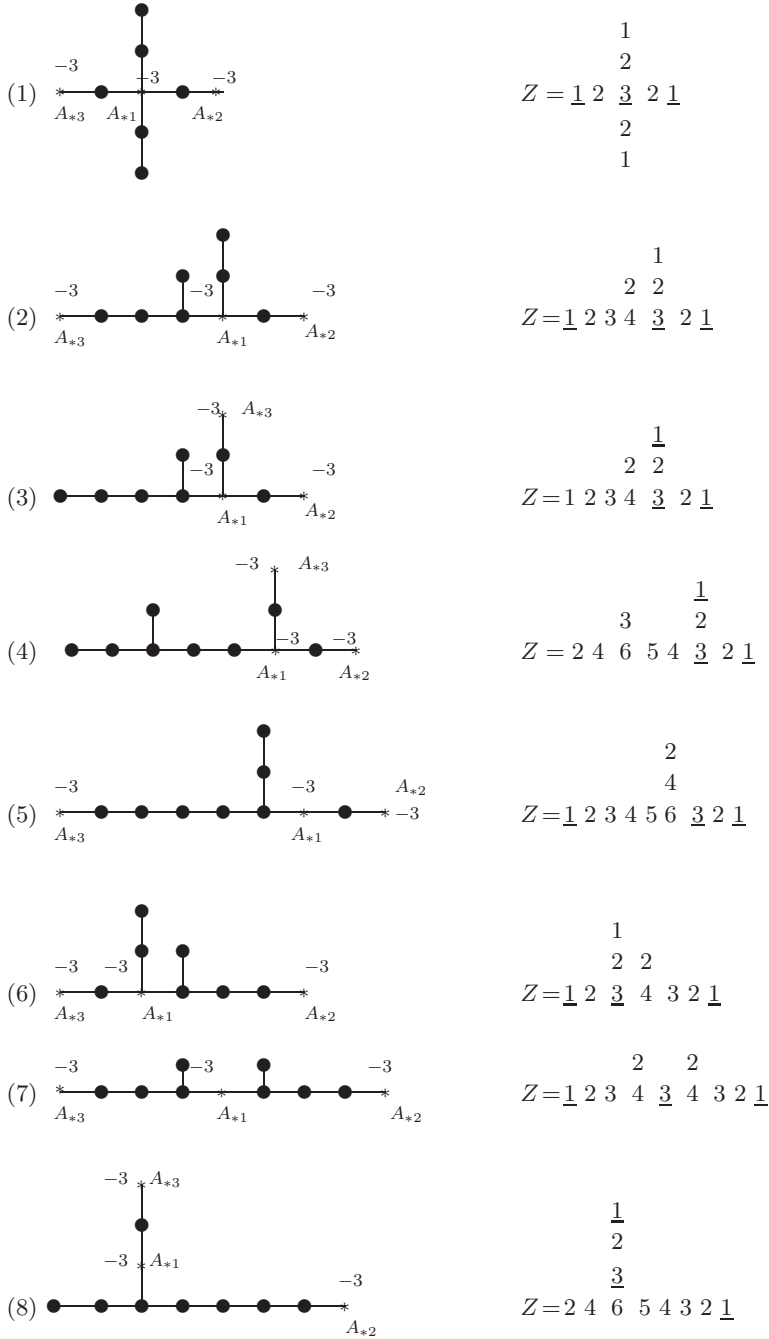 1
−3
2
−3 −3
(1) Z = 1 2 3 2 1
A∗3 A∗1 A∗2
2
1
1
−3 −3 −3
2 2
(2) Z = 1 2 3 4 3 2 1
A∗3 A∗1 A∗2
−3 A∗3
1
−3 −3
2 2
(3) Z = 1 2 3 4 3 2 1
A∗1 A∗2
−3 A∗3
1
3 2
−3 −3
(4) Z = 2 4 6 5 4 3 2 1
A∗1 A∗2
2
−3 −3 A∗2
4
(5) −3 Z = 1 2 3 4 5 6 3 2 1
A∗3 A∗1
1
−3 −3 −3
2 2
(6) Z = 1 2 3 4 3 2 1
A∗3 A∗1 A∗2
−3 −3 −3
2 2
(7) Z = 1 2 3 4 3 4 3 2 1
A∗3 A∗1 A∗2
−3 A∗3
1
2
−3 A∗1
3
−3
(8) Z = 2 4 6 5 4 3 2 1
A∗2